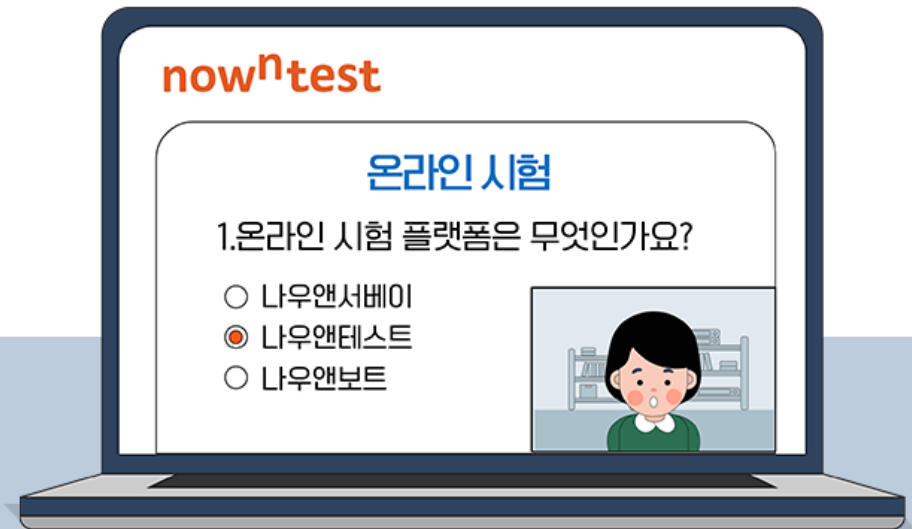 nowntest
온라인 시험
1.온라인 시험 플랫폼은 무엇인가요?
나우앤서베이
나우앤테스트
나우앤보트